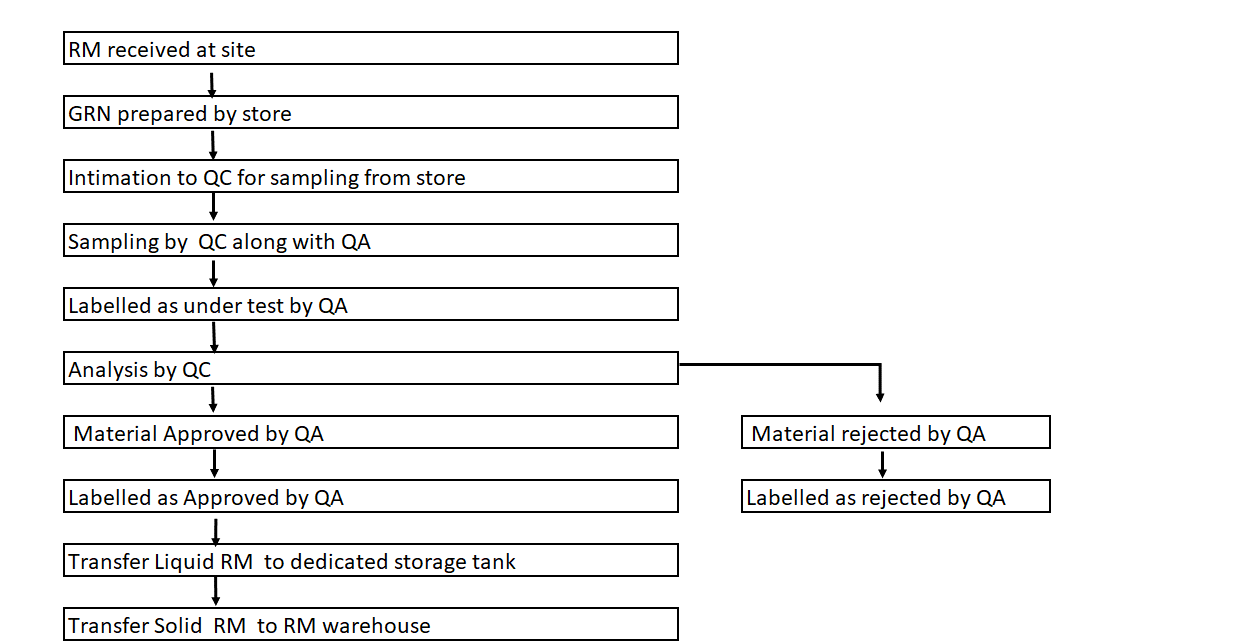 RM received at site
GRN prepared by store
Intimation to QC for sampling from store
Sampling by  QC along with QA
Labelled as under test by QA
Analysis by QC
Material Approved by QA
Material rejected by QA
Labelled as Approved by QA
Labelled as rejected by QA
Transfer Liquid RM  to dedicated storage tank
Transfer Solid  RM  to RM warehouse